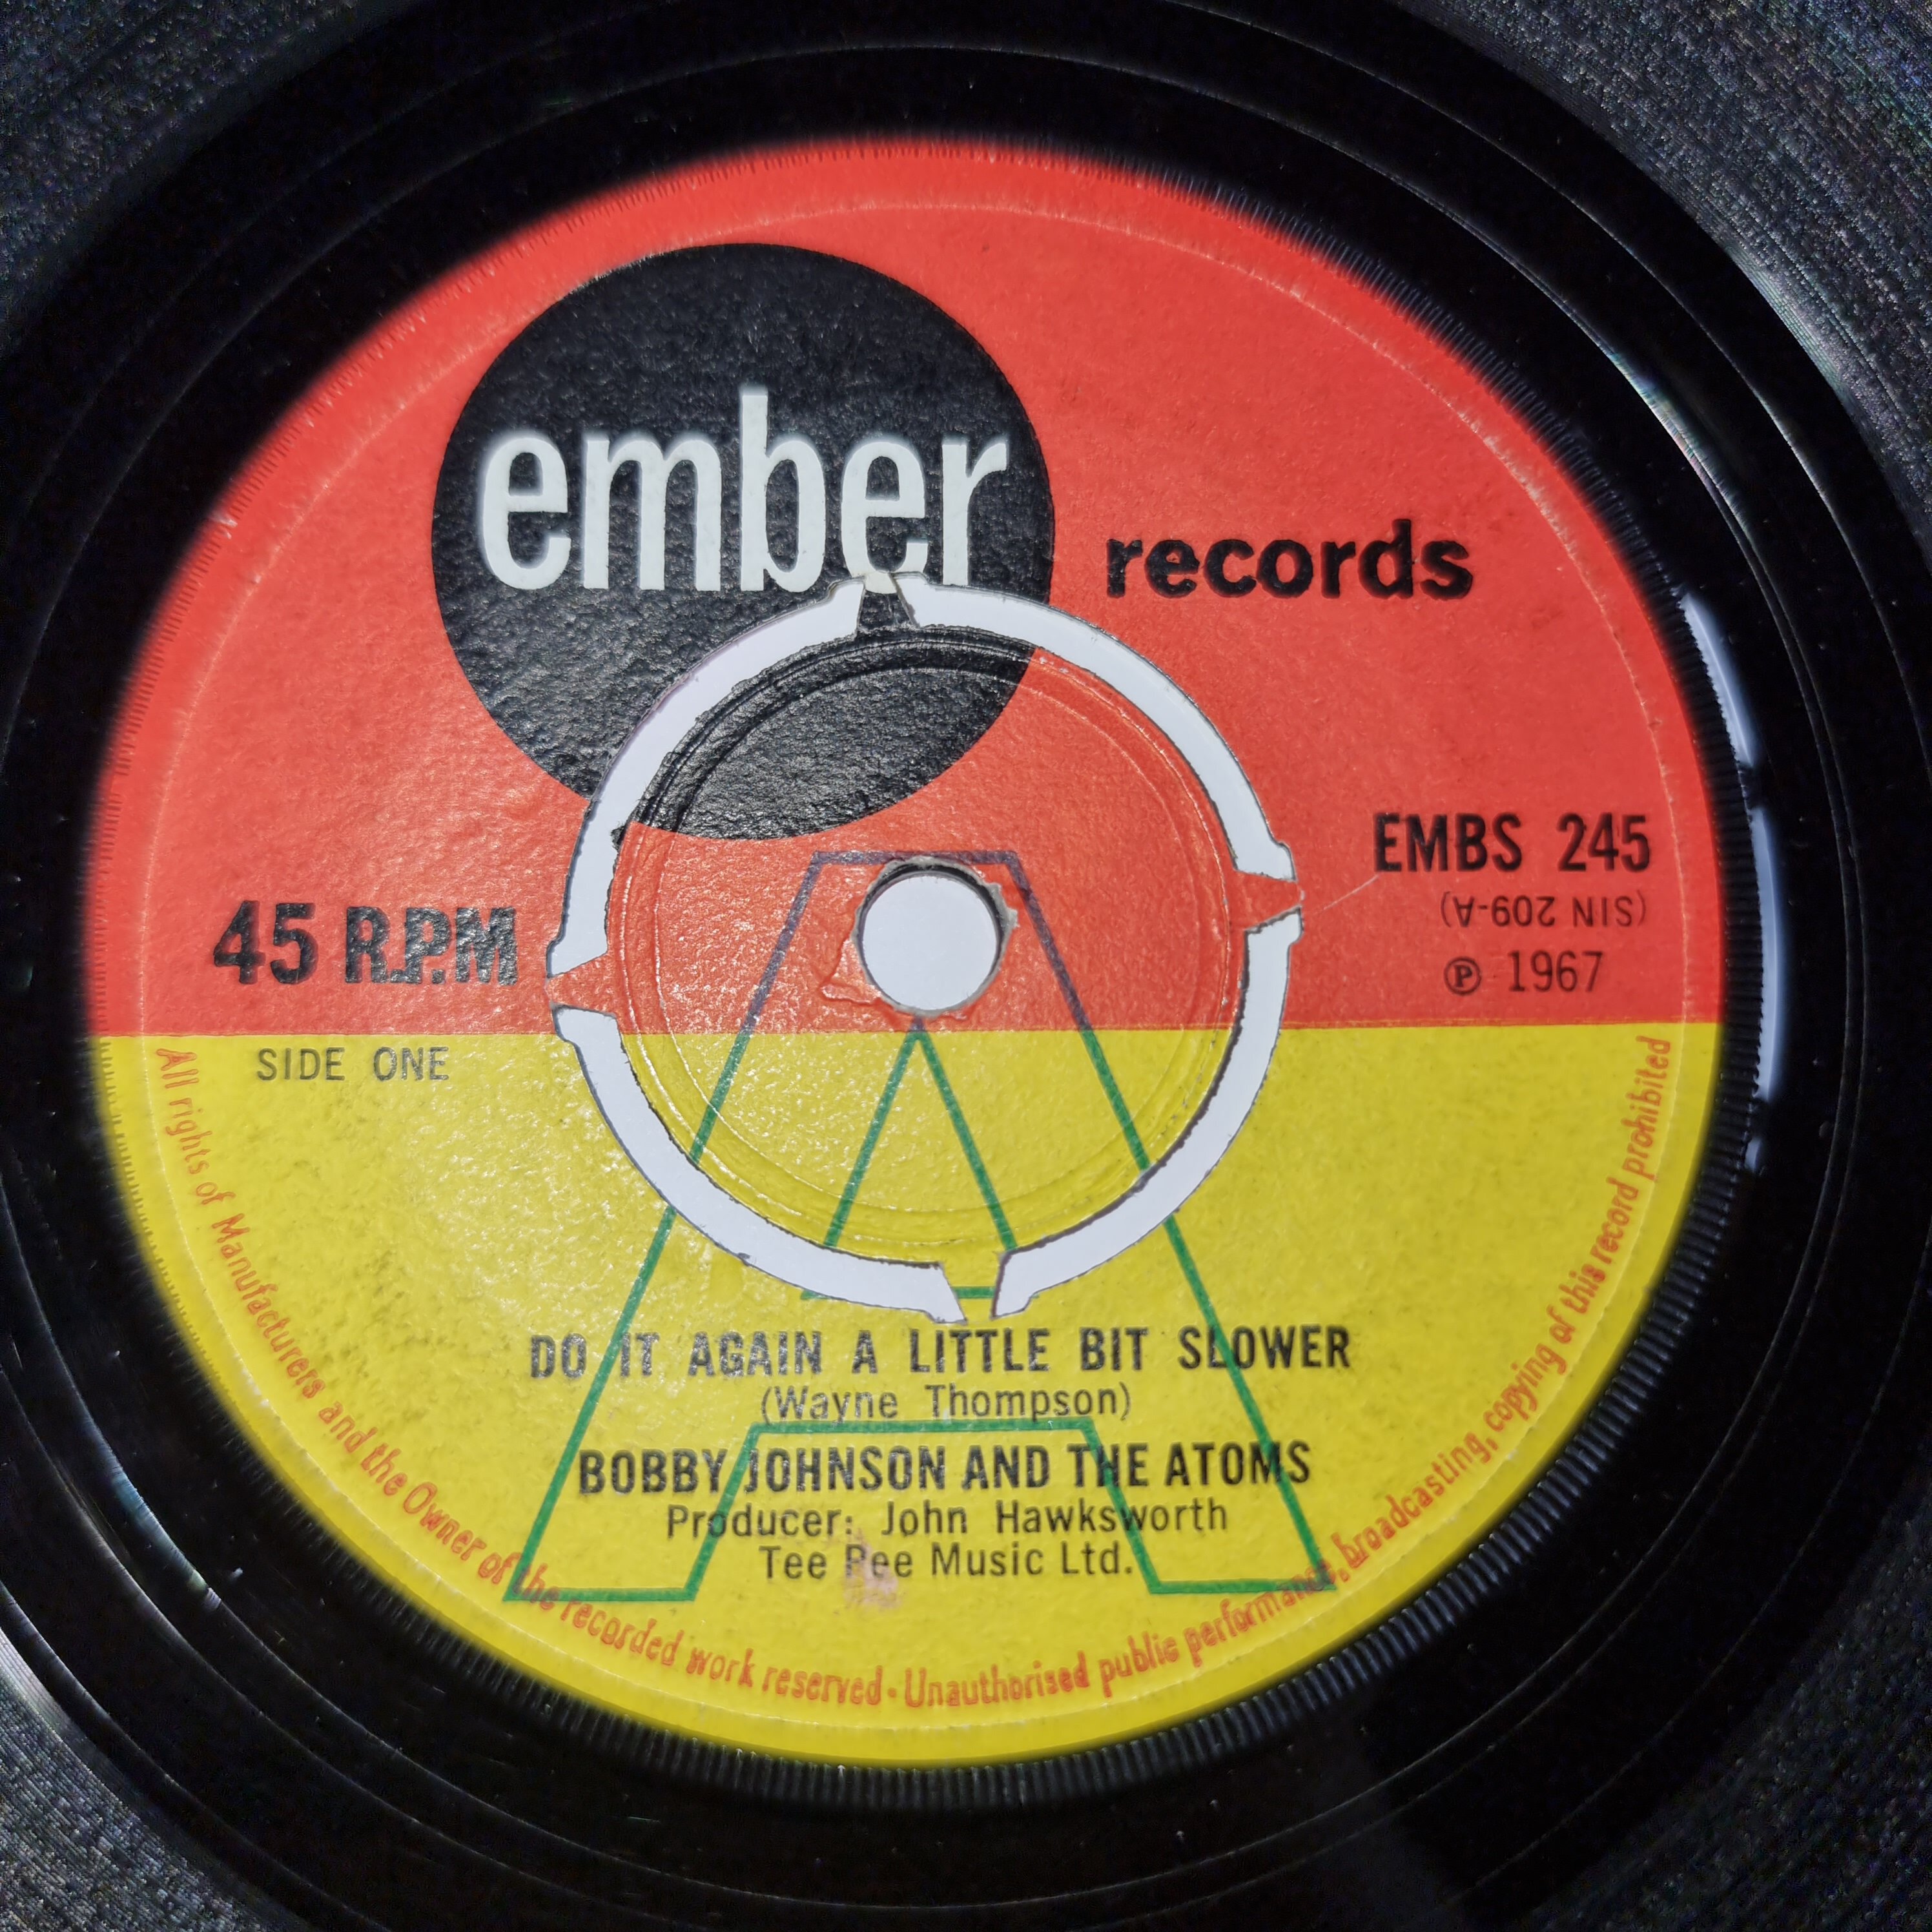 ember
records
EMBS 245
(SIN 209-A)
℗ 1967
45 R.P.M
SIDE ONE
A
DO IT AGAIN A LITTLE BIT SLOWER
(Wayne Thompson)
BOBBY JOHNSON AND THE ATOMS
Producer: John Hawksworth
Tee Pee Music Ltd.
All rights of Manufacturers and the Owner of the recorded work reserved · Unauthorised public performance, broadcasting, copying of this record prohibited